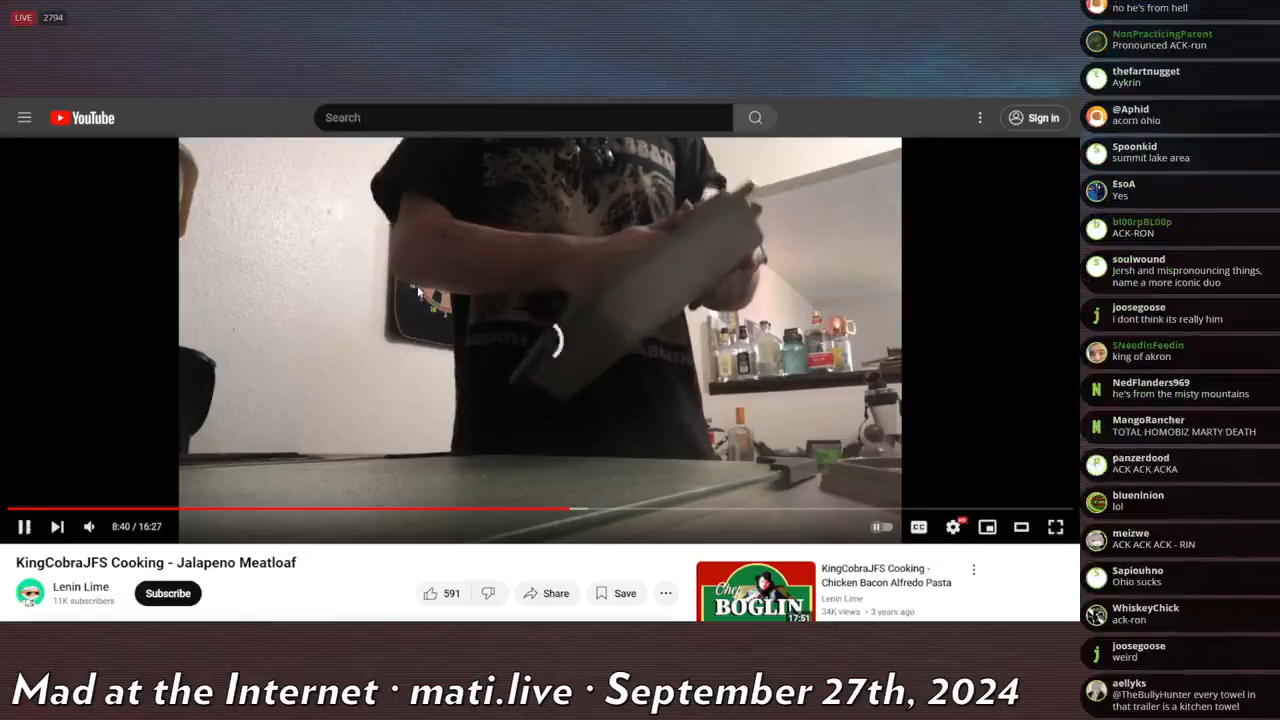 LIVE 2794
YouTube
Search
Sign in
8:40 / 16:27
CC
HD
KingCobraJFS Cooking - Jalapeno Meatloaf
Lenin Lime
11K subscribers
Subscribe
591
Share
Save
Chef
BOGLIN
17:51
KingCobraJFS Cooking -
Chicken Bacon Alfredo Pasta
Lenin Lime
34K views • 3 years ago
Mad at the Internet · mati.live · September 27th, 2024
no he's from hell
NonPracticingParent
Pronounced ACK-run
thefartnugget
Aykrin
@Aphid
acorn ohio
Spoonkid
summit lake area
EsoA
Yes
bl00rpBL00p
ACK-RON
soulwound
Jersh and mispronouncing things,
name a more iconic duo
joosegoose
i dont think its really him
SNeedInFeedin
king of akron
NedFlanders969
he's from the misty mountains
MangoRancher
TOTAL HOMOBIZ MARTY DEATH
panzerdood
ACK ACK ACKA
blueninion
lol
meizwe
ACK ACK ACK - RIN
Sapiouhno
Ohio sucks
WhiskeyChick
ack-ron
joosegoose
weird
aellyks
@TheBullyHunter every towel in
that trailer is a kitchen towel